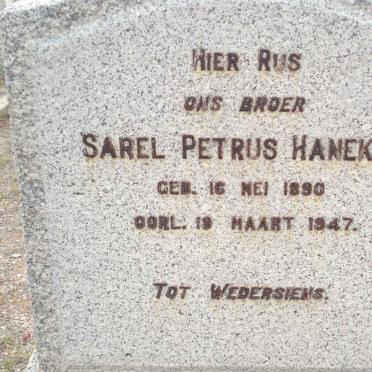 HIER RUS
ONS BROER
SAREL PETRUS HANEK
GEB. 16 MEI 1890
OORL. 19 MAART 1947.
TOT WEDERSIENS.